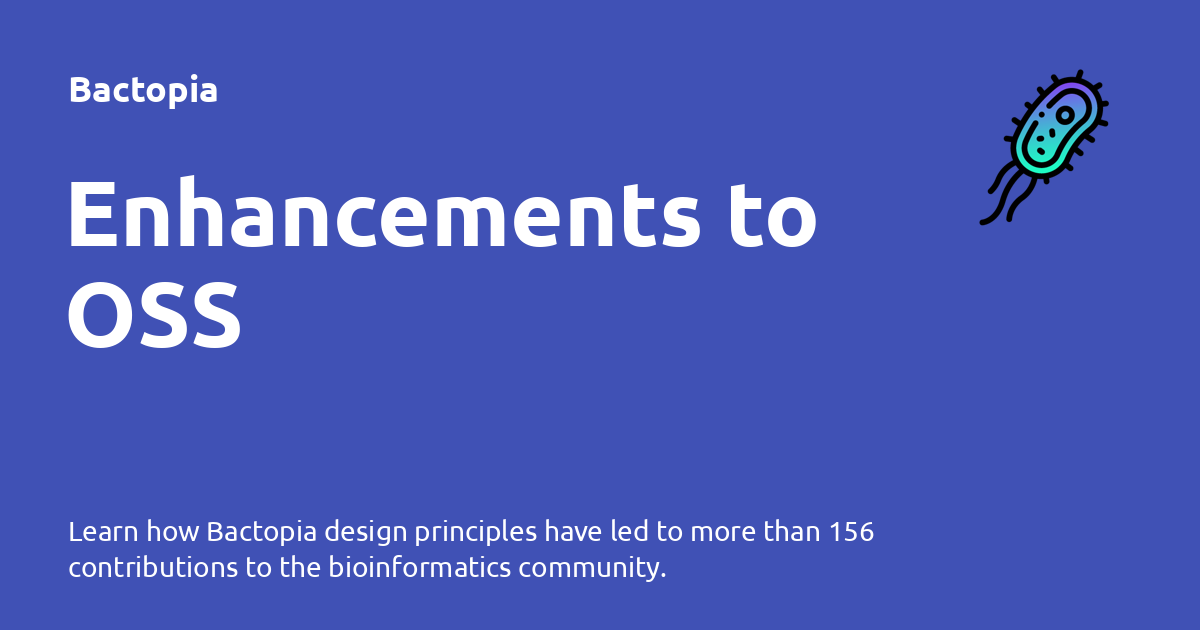 Bactopia
Enhancements to
OSS
Learn how Bactopia design principles have led to more than 156
contributions to the bioinformatics community.